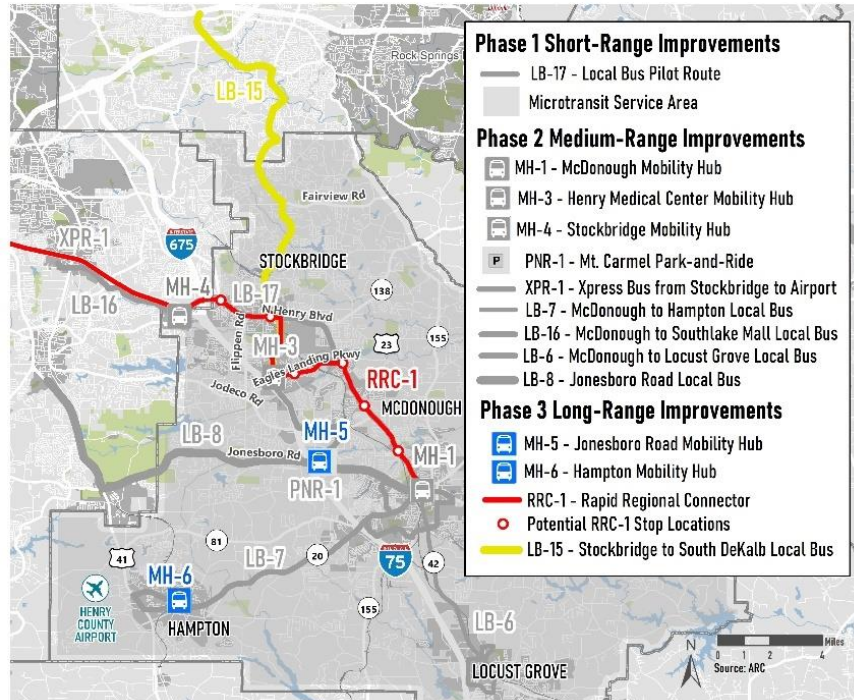 LB-15
Rock Springs
Fairview Rd
XPR-1
675
STOCKBRIDGE
MH-4
LB-16
LB-17
N Henry Blvd
138
155
Flippen Rd
MH-3
23
Eagles Landing Pkwy
RRC-1
Jodeco Rd
MCDONOUGH
MH-5
LB-8
Jonesboro Rd
MH-1
PNR-1
81
41
LB-7
20
75
42
MH-6
HENRY
COUNTY
AIRPORT
HAMPTON
155
LB-6
LOCUST GROVE
Phase 1 Short-Range Improvements
LB-17 - Local Bus Pilot Route
Microtransit Service Area
Phase 2 Medium-Range Improvements
MH-1 - McDonough Mobility Hub
MH-3 - Henry Medical Center Mobility Hub
MH-4 - Stockbridge Mobility Hub
P PNR-1 - Mt. Carmel Park-and-Ride
XPR-1 - Xpress Bus from Stockbridge to Airport
LB-7 - McDonough to Hampton Local Bus
LB-16 - McDonough to Southlake Mall Local Bus
LB-6 - McDonough to Locust Grove Local Bus
LB-8 - Jonesboro Road Local Bus
Phase 3 Long-Range Improvements
MH-5 - Jonesboro Road Mobility Hub
MH-6 - Hampton Mobility Hub
RRC-1 - Rapid Regional Connector
Potential RRC-1 Stop Locations
LB-15 - Stockbridge to South DeKalb Local Bus
N
Miles
0 1 2 4
Source: ARC